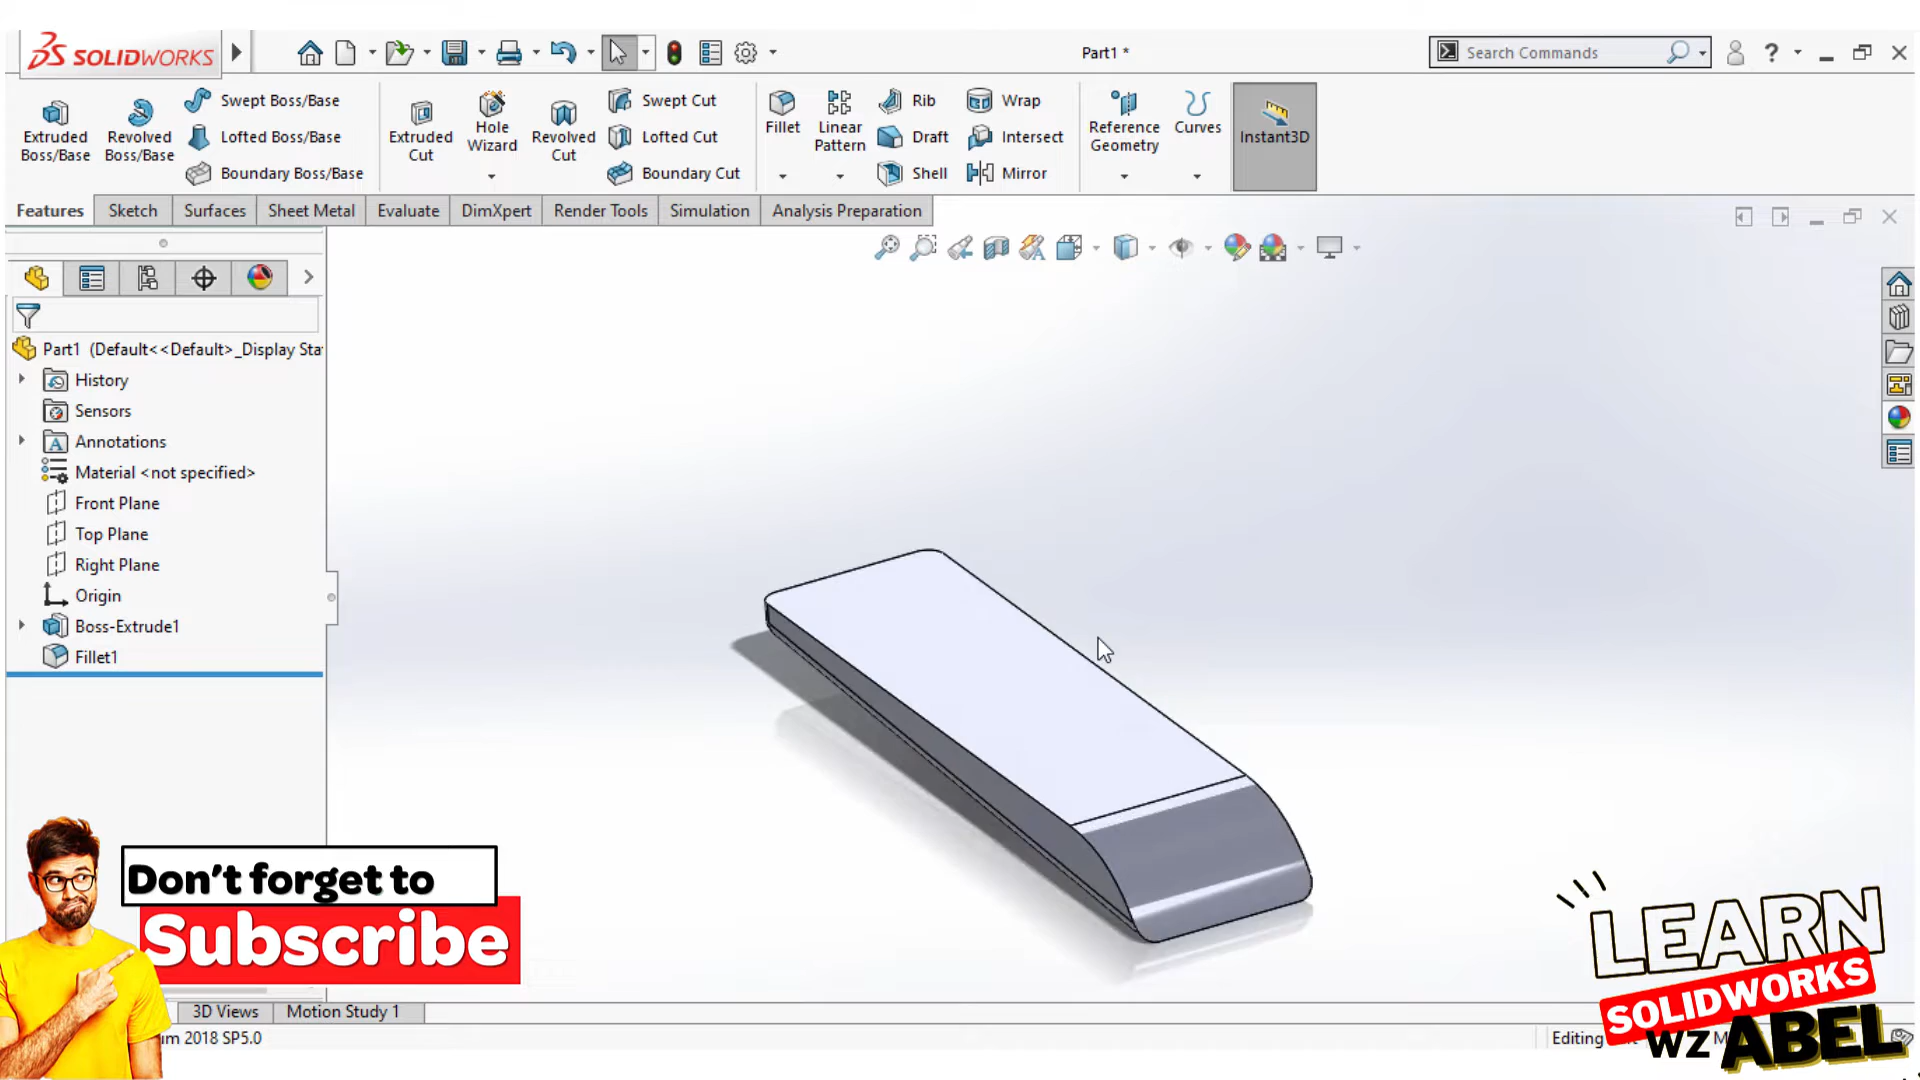 SOLIDWORKS
Part1 *
Search Commands
?
Extruded Boss/Base
Revolved Boss/Base
Swept Boss/Base
Lofted Boss/Base
Boundary Boss/Base
Extruded Cut
Hole Wizard
Revolved Cut
Swept Cut
Lofted Cut
Boundary Cut
Fillet
Linear Pattern
Rib
Draft
Shell
Wrap
Intersect
Mirror
Reference Geometry
Curves
Instant3D
Features
Sketch
Surfaces
Sheet Metal
Evaluate
DimXpert
Render Tools
Simulation
Analysis Preparation
Part1 (Default<<Default>_Display Sta
History
Sensors
Annotations
Material <not specified>
Front Plane
Top Plane
Right Plane
Origin
Boss-Extrude1
Fillet1
Don't forget to
Subscribe
LEARN
SOLIDWORKS
WZ ABEL
3D Views
Motion Study 1
um 2018 SP5.0
Editing